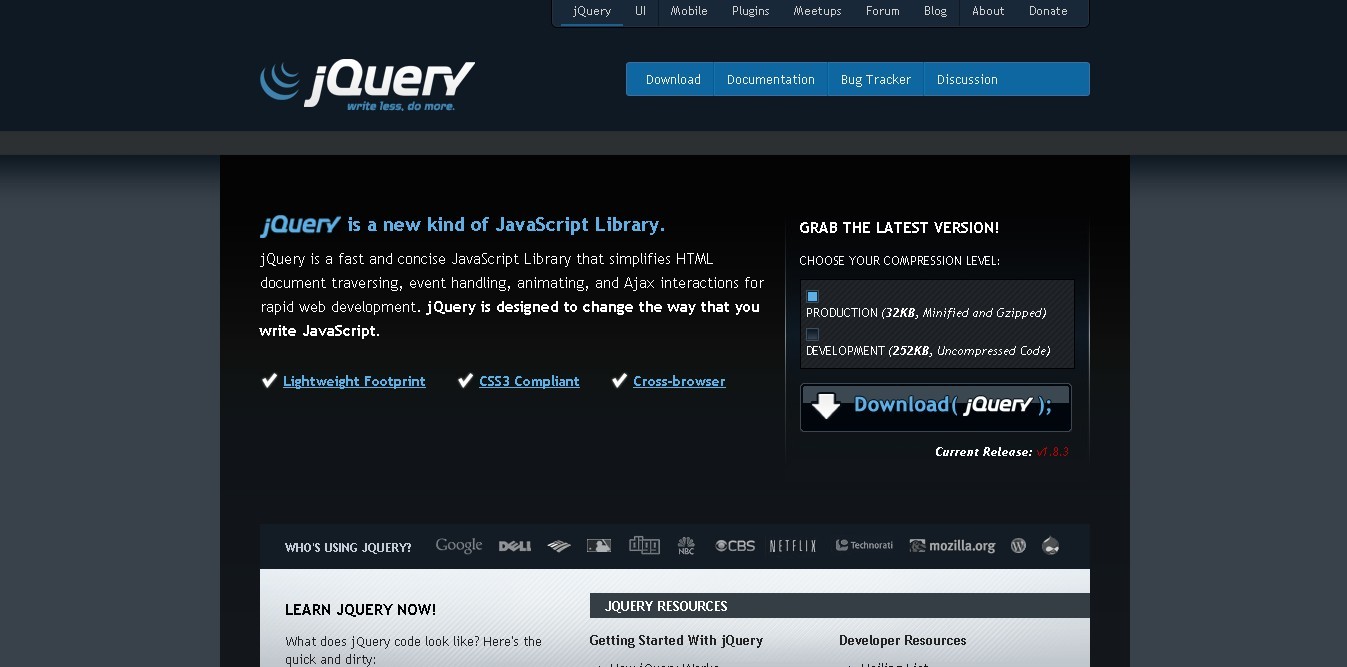 jQuery UI Mobile Plugins Meetups Forum Blog About Donate
jQuery
write less, do more.
Download Documentation Bug Tracker Discussion
jQuery is a new kind of JavaScript Library.
jQuery is a fast and concise JavaScript Library that simplifies HTML
document traversing, event handling, animating, and Ajax interactions for
rapid web development. jQuery is designed to change the way that you
write JavaScript.
Lightweight Footprint CSS3 Compliant Cross-browser
GRAB THE LATEST VERSION!
CHOOSE YOUR COMPRESSION LEVEL:
PRODUCTION (32KB, Minified and Gzipped)
DEVELOPMENT (252KB, Uncompressed Code)
Download( jQuery );
Current Release: v1.8.3
WHO'S USING JQUERY? Google DELL digg NBC CBS NETFLIX Technorati mozilla.org
LEARN JQUERY NOW!
What does jQuery code look like? Here's the
quick and dirty:
JQUERY RESOURCES
Getting Started With jQuery
How jQuery Works
Developer Resources
Mailing List